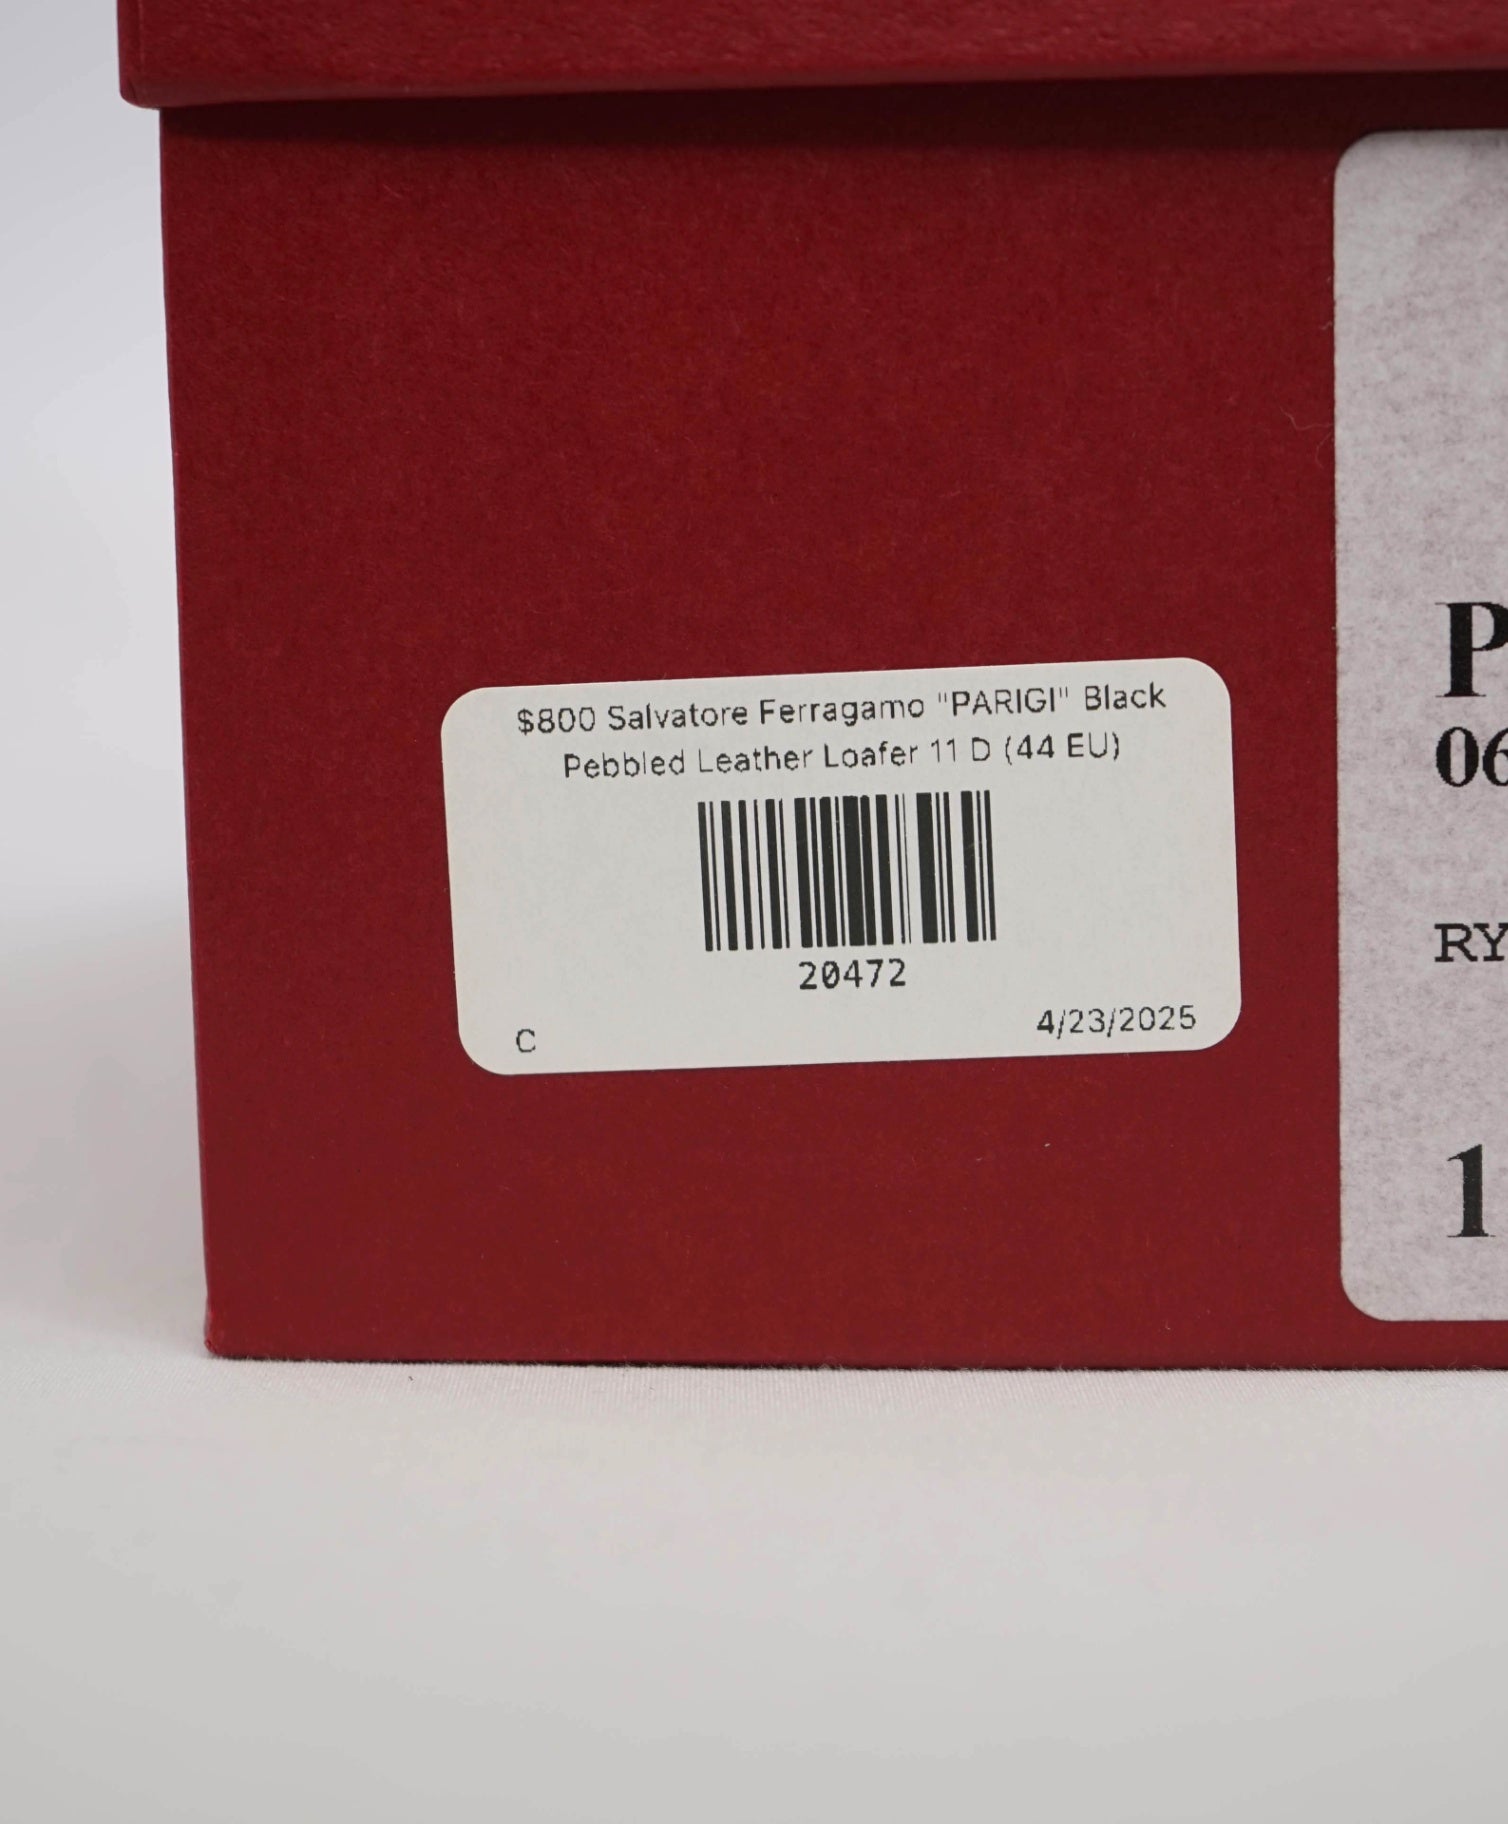 $800 Salvatore Ferragamo "PARIGI" Black
Pebbled Leather Loafer 11 D (44 EU)
20472
C
4/23/2025
P
06
RY
1